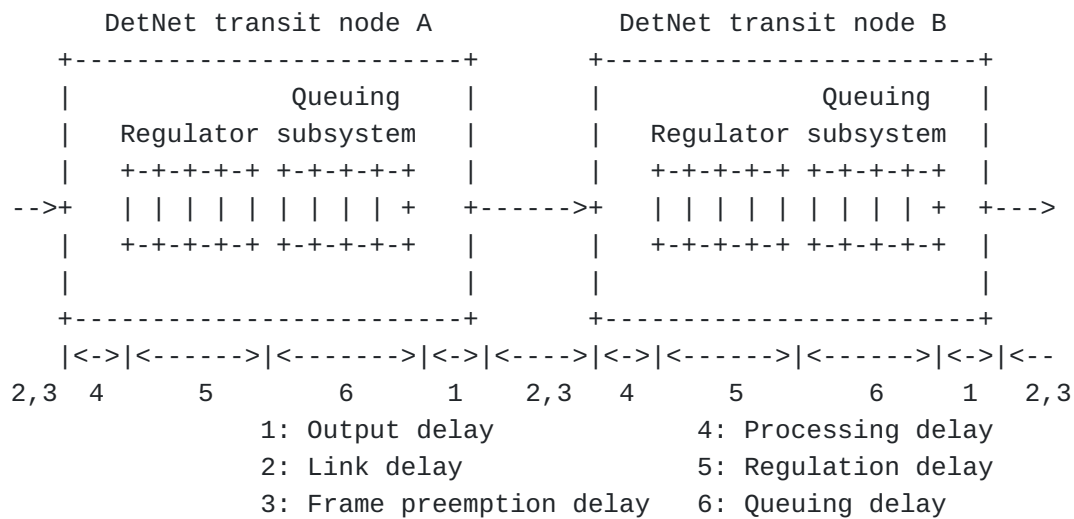 DetNet transit node A            DetNet transit node B
   +-------------------------+       +------------------------+
   |              Queuing    |       |              Queuing   |
   |   Regulator subsystem   |       |   Regulator subsystem  |
   |   +-+-+-+-+ +-+-+-+-+   |       |   +-+-+-+-+ +-+-+-+-+  |
-->+   | | | | | | | | | +   +------>+   | | | | | | | | | +  +--->
   |   +-+-+-+-+ +-+-+-+-+   |       |   +-+-+-+-+ +-+-+-+-+  |
   |                         |       |                        |
   +-------------------------+       +------------------------+
   |<->|<------>|<------->|<->|<---->|<->|<------>|<------>|<->|<--
2,3  4      5        6      1    2,3   4      5        6     1   2,3
                1: Output delay             4: Processing delay
                2: Link delay               5: Regulation delay
                3: Frame preemption delay   6: Queuing delay